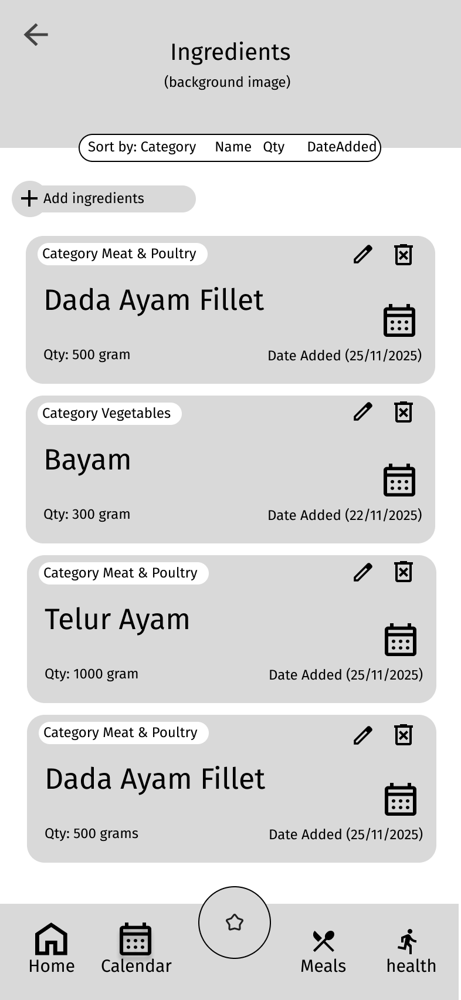 Ingredients
(background image)
Sort by: Category Name Qty DateAdded
Add ingredients
Category Meat & Poultry
Dada Ayam Fillet
Qty: 500 gram
Date Added (25/11/2025)
Category Vegetables
Bayam
Qty: 300 gram
Date Added (22/11/2025)
Category Meat & Poultry
Telur Ayam
Qty: 1000 gram
Date Added (25/11/2025)
Category Meat & Poultry
Dada Ayam Fillet
Qty: 500 grams
Date Added (25/11/2025)
Home Calendar Meals health